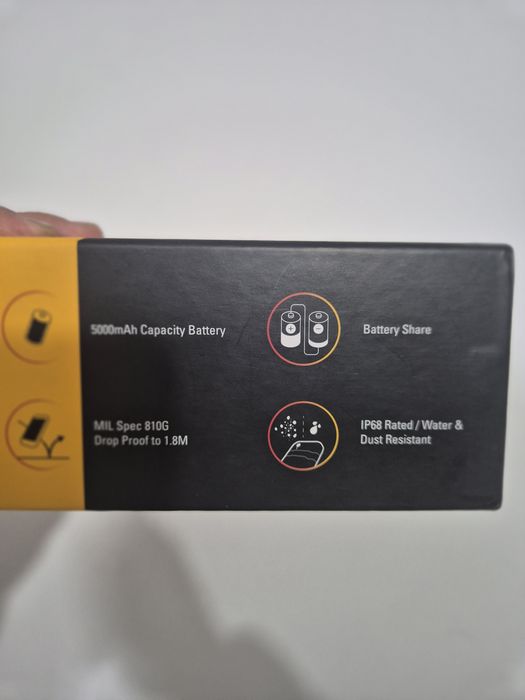 5000mAh Capacity Battery
Battery Share
MIL Spec 810G
Drop Proof to 1.8M
IP68 Rated / Water &
Dust Resistant